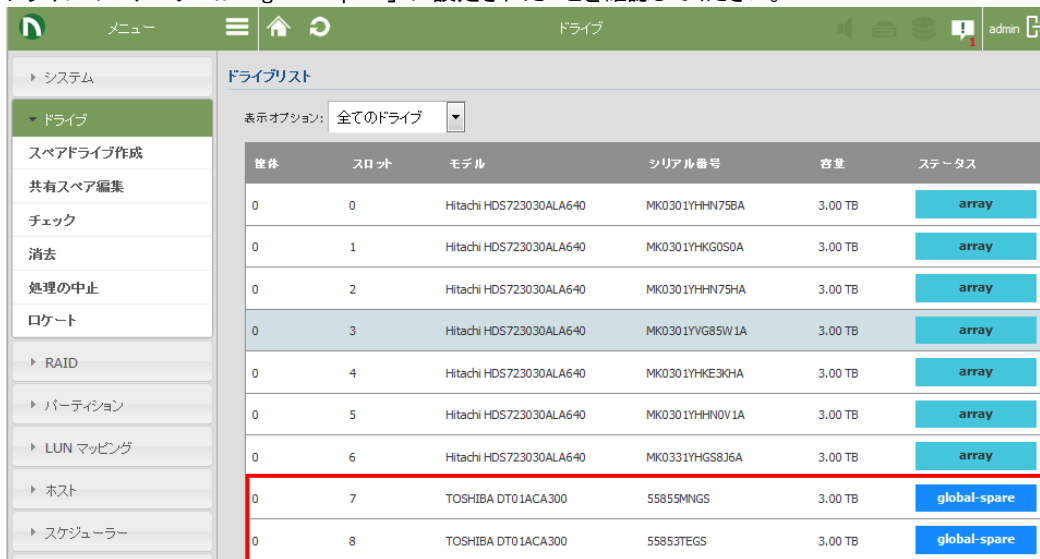 メニュー
ドライブ
admin
1
システム
ドライブ
スペアドライブ作成
共有スペア編集
チェック
消去
処理の中止
ロケート
RAID
パーティション
LUN マッピング
ホスト
スケジューラー
ドライブリスト
表示オプション: 全てのドライブ
筐体 スロット モデル シリアル番号 容量 ステータス
0 0 Hitachi HDS723030ALA640 MK0301YHHN75BA 3.00 TB array
0 1 Hitachi HDS723030ALA640 MK0301YHKG0S0A 3.00 TB array
0 2 Hitachi HDS723030ALA640 MK0301YHHN75HA 3.00 TB array
0 3 Hitachi HDS723030ALA640 MK0301YVG85W1A 3.00 TB array
0 4 Hitachi HDS723030ALA640 MK0301YHKE3KHA 3.00 TB array
0 5 Hitachi HDS723030ALA640 MK0301YHHN0V1A 3.00 TB array
0 6 Hitachi HDS723030ALA640 MK0331YHGS8J6A 3.00 TB array
0 7 TOSHIBA DT01ACA300 55855MNGS 3.00 TB global-spare
0 8 TOSHIBA DT01ACA300 55853TEGS 3.00 TB global-spare